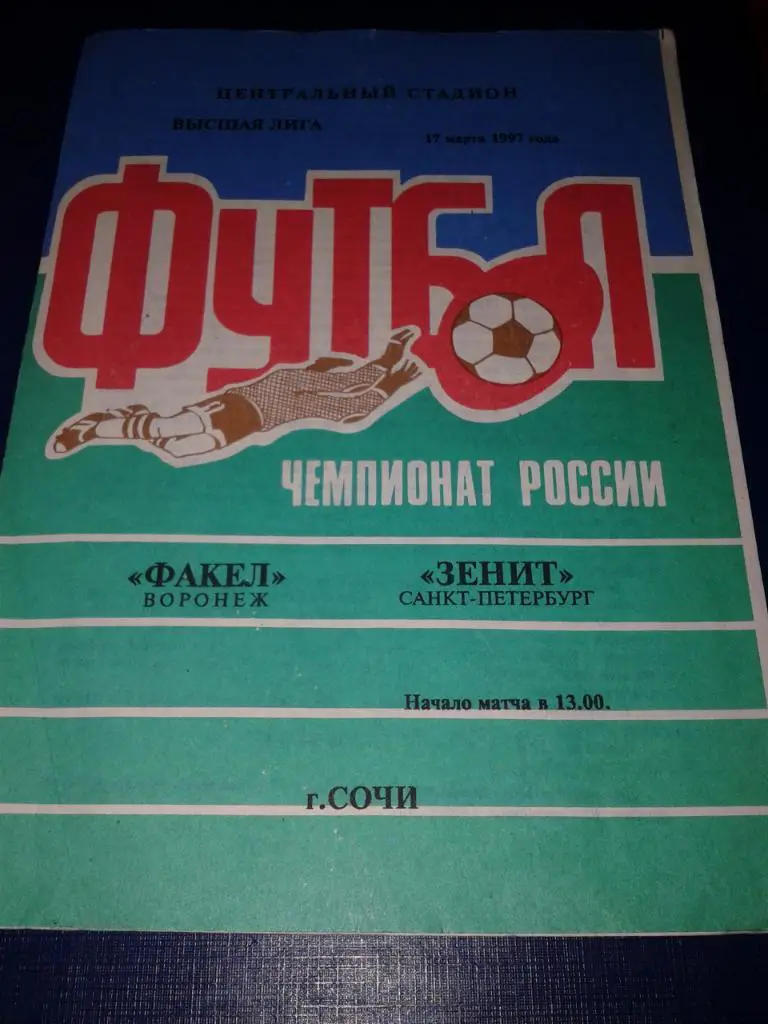 ЦЕНТРАЛЬНЫЙ СТАДИОН
ВЫСШАЯ ЛИГА
17 марта 1997 года
ФУТБОЛ
ЧЕМПИОНАТ РОССИИ
«ФАКЕЛ»
ВОРОНЕЖ
«ЗЕНИТ»
САНКТ-ПЕТЕРБУРГ
Начало матча в 13.00.
г.СОЧИ